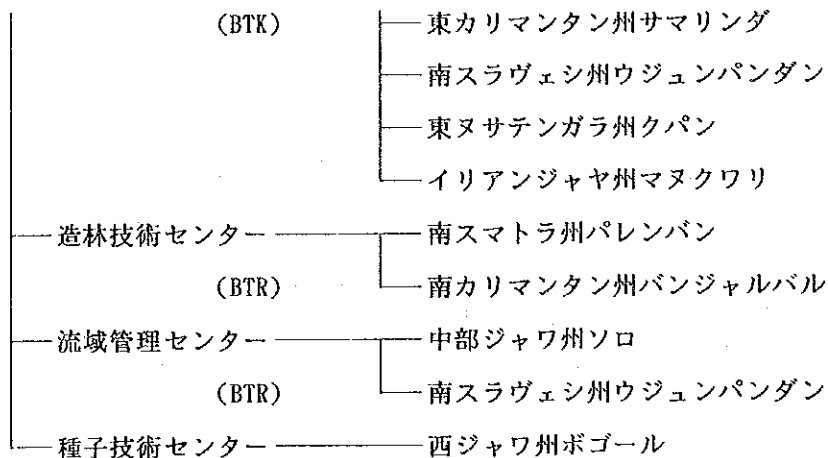 (BTK) 東カリマンタン州サマリンダ
南スラヴェシ州ウジュンパンダン
東ヌサテンガラ州クパン
イリアンジャヤ州マヌクワリ
造林技術センター 南スマトラ州パレンバン
(BTR) 南カリマンタン州バンジャルバル
流域管理センター 中部ジャワ州ソロ
(BTR) 南スラヴェシ州ウジュンパンダン
種子技術センター 西ジャワ州ボゴール